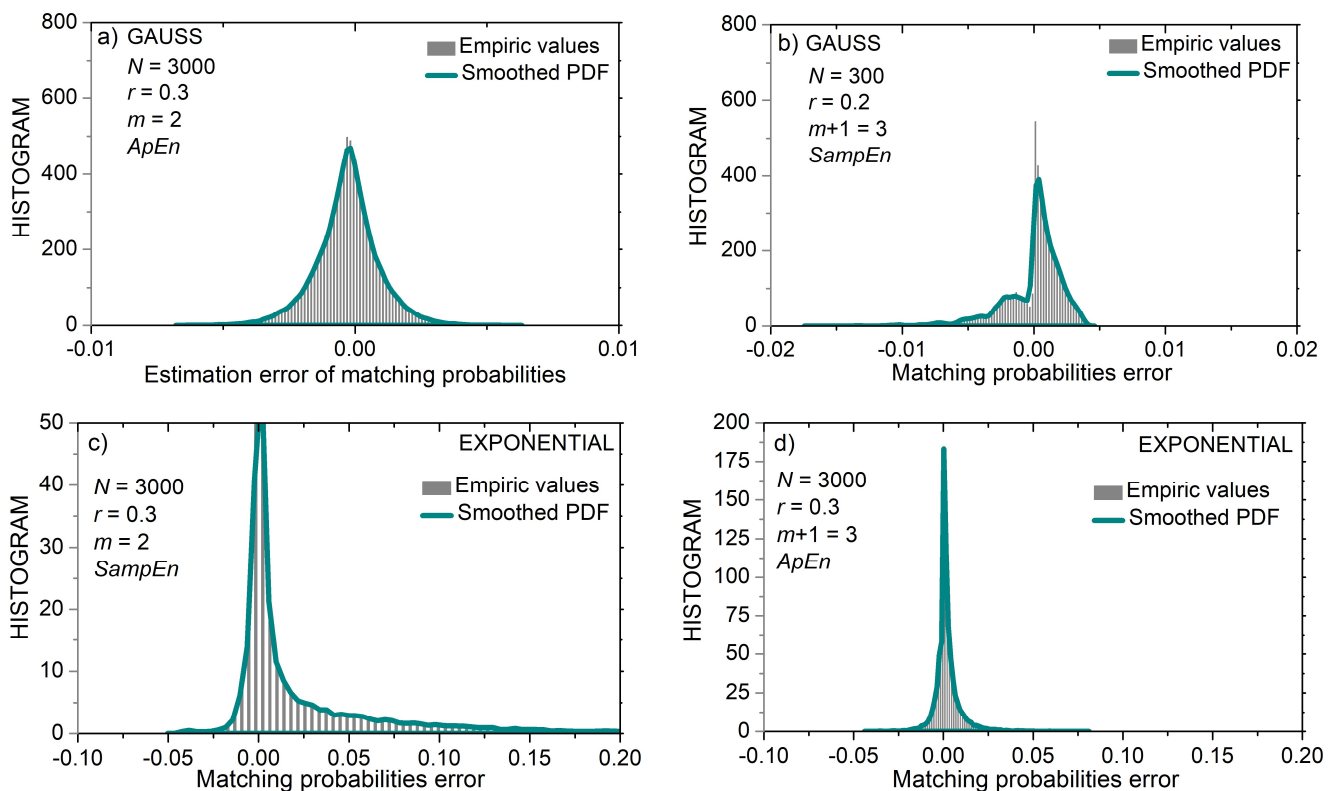 a) GAUSS
N = 3000
r = 0.3
m = 2
ApEn
Empiric values
Smoothed PDF
HISTOGRAM
800
600
400
200
0
-0.01
0.00
0.01
Estimation error of matching probabilities
b) GAUSS
N = 300
r = 0.2
m+1 = 3
SampEn
Empiric values
Smoothed PDF
HISTOGRAM
800
600
400
200
0
-0.02
-0.01
0.00
0.01
0.02
Matching probabilities error
c)
EXPONENTIAL
N = 3000
r = 0.3
m = 2
SampEn
Empiric values
Smoothed PDF
HISTOGRAM
50
40
30
20
10
0
-0.10
-0.05
0.00
0.05
0.10
0.15
0.20
Matching probabilities error
d)
EXPONENTIAL
N = 3000
r = 0.3
m+1 = 3
ApEn
Empiric values
Smoothed PDF
HISTOGRAM
200
175
150
125
100
75
50
25
0
-0.10
-0.05
0.00
0.05
0.10
0.15
0.20
Matching probabilities error